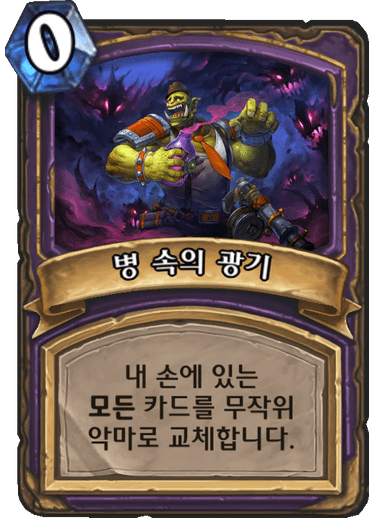 0
병 속의 광기
내 손에 있는
모든 카드를 무작위
악마로 교체합니다.